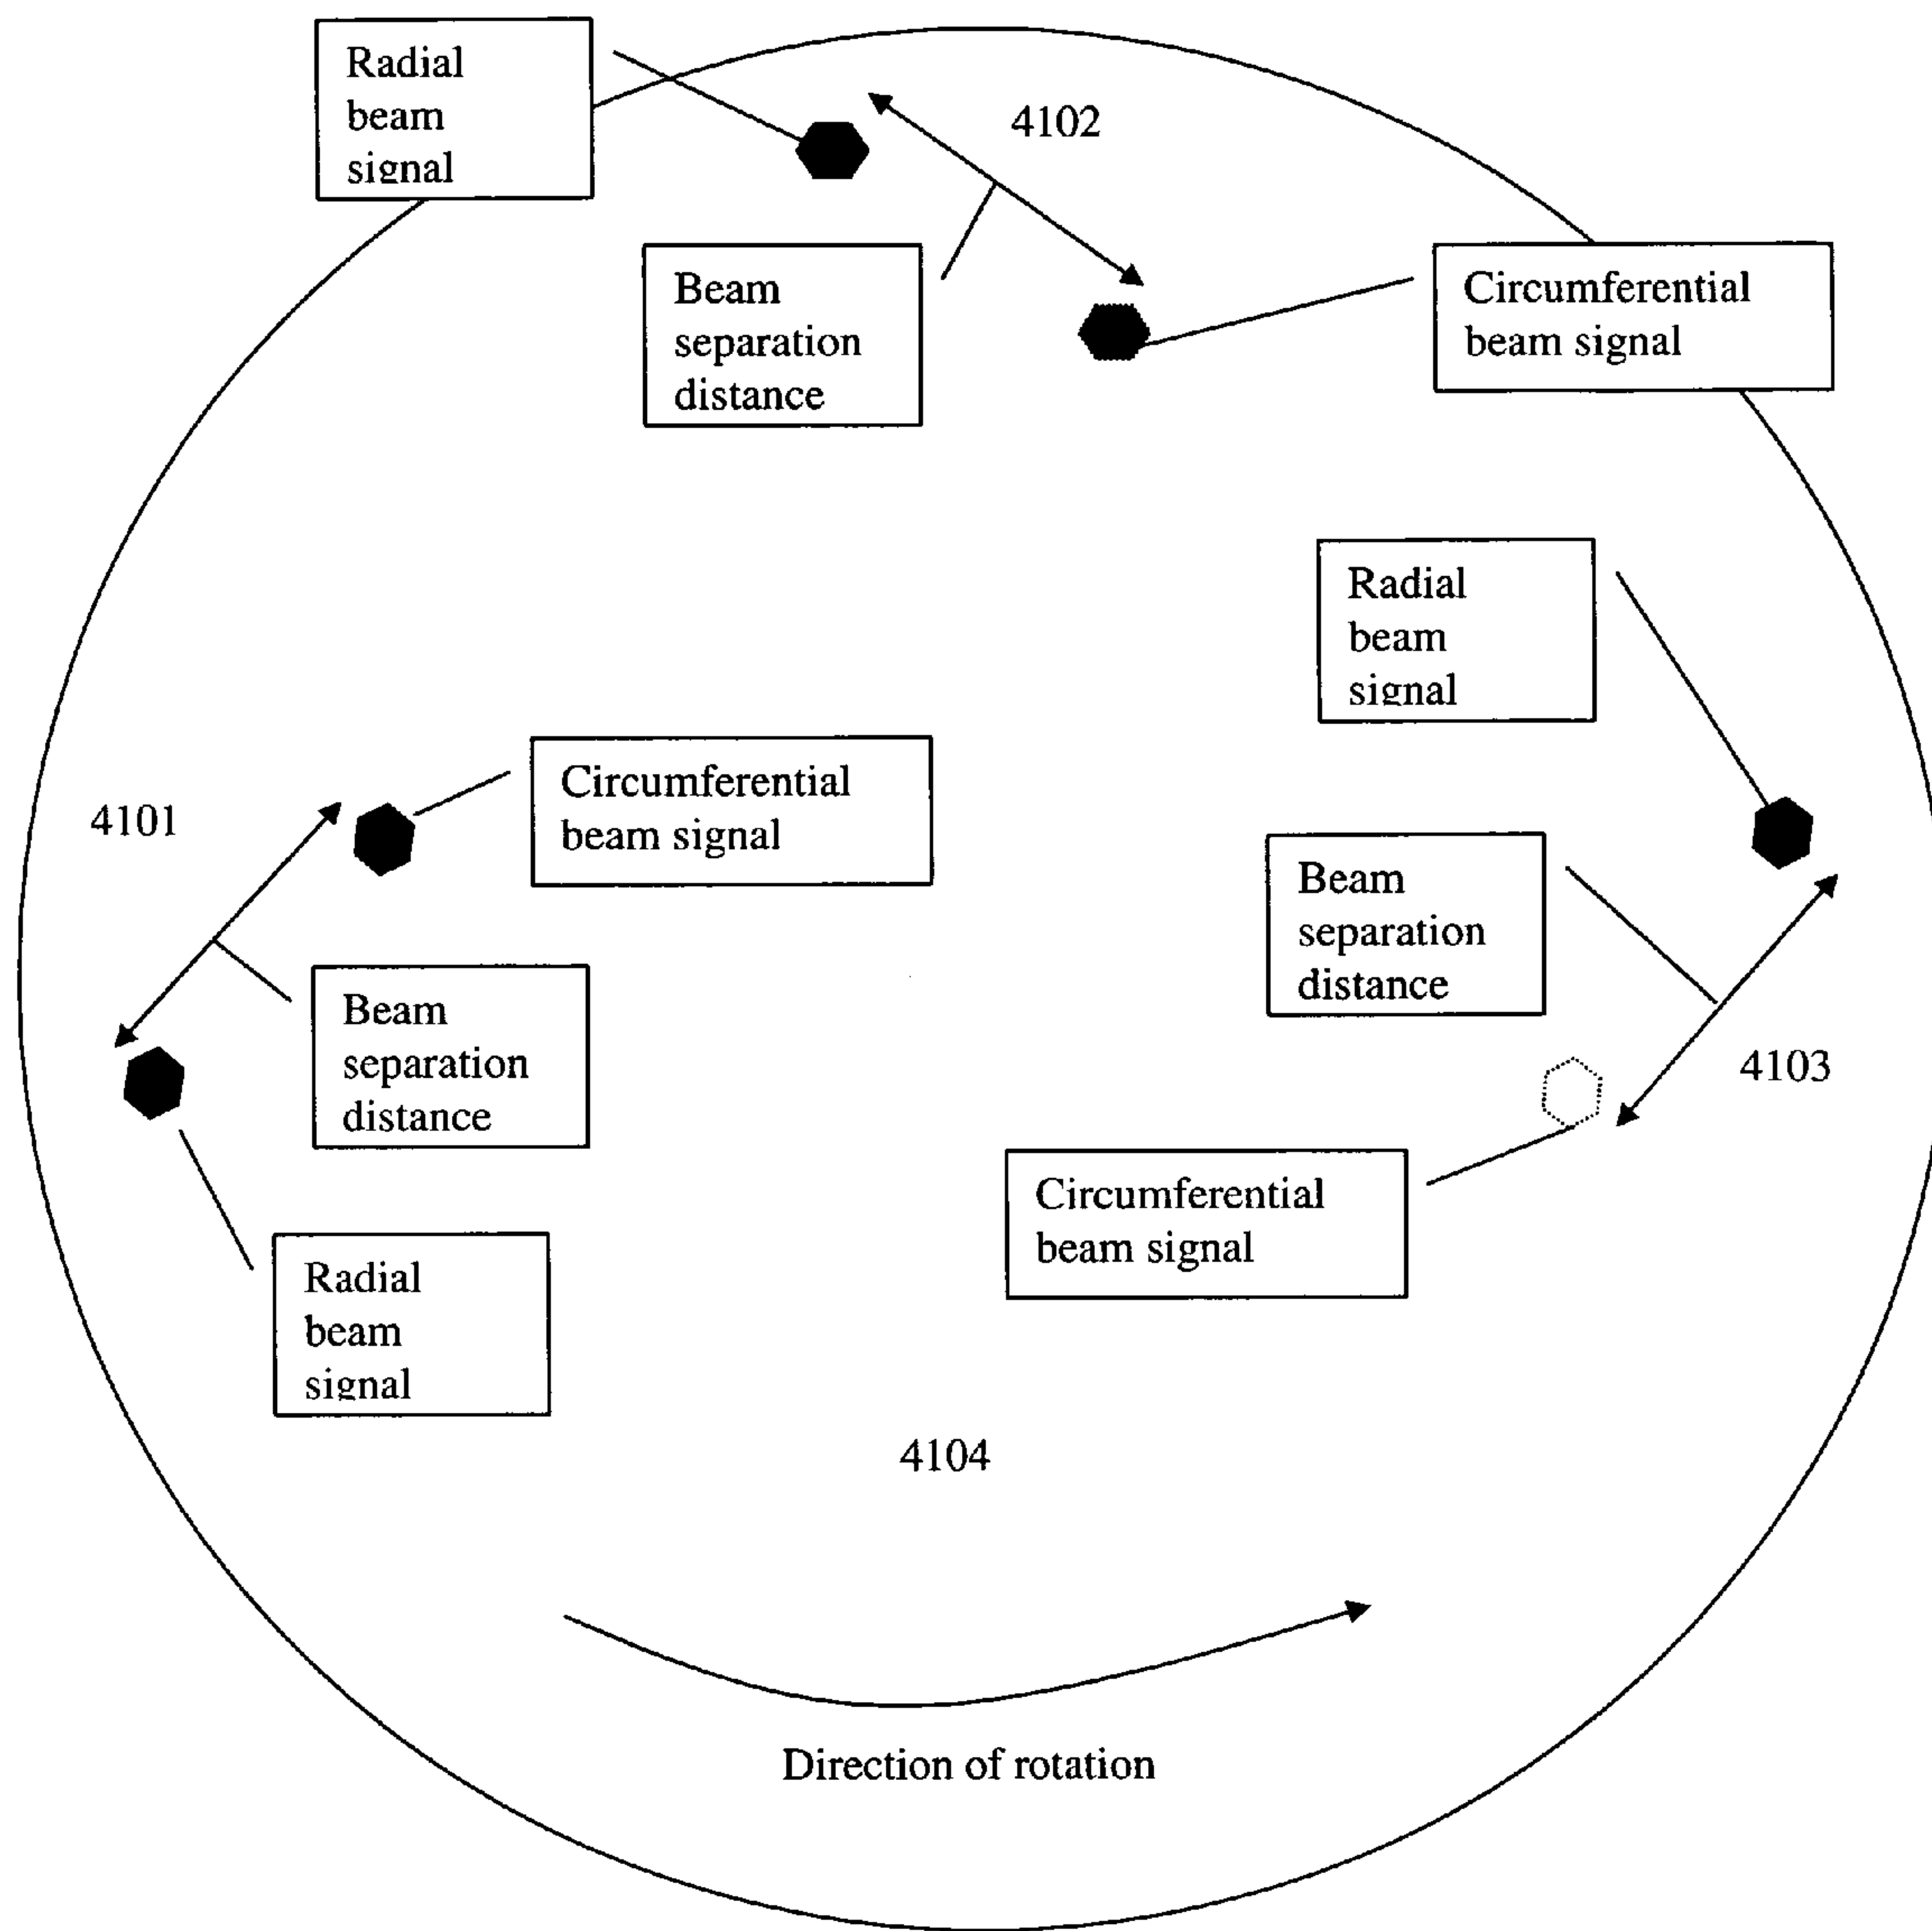 Radial
beam
signal
4102
Beam
separation
distance
Circumferential
beam signal
Radial
beam
signal
4101
Circumferential
beam signal
Beam
separation
distance
Beam
separation
distance
4103
Circumferential
beam signal
Radial
beam
signal
4104
Direction of rotation